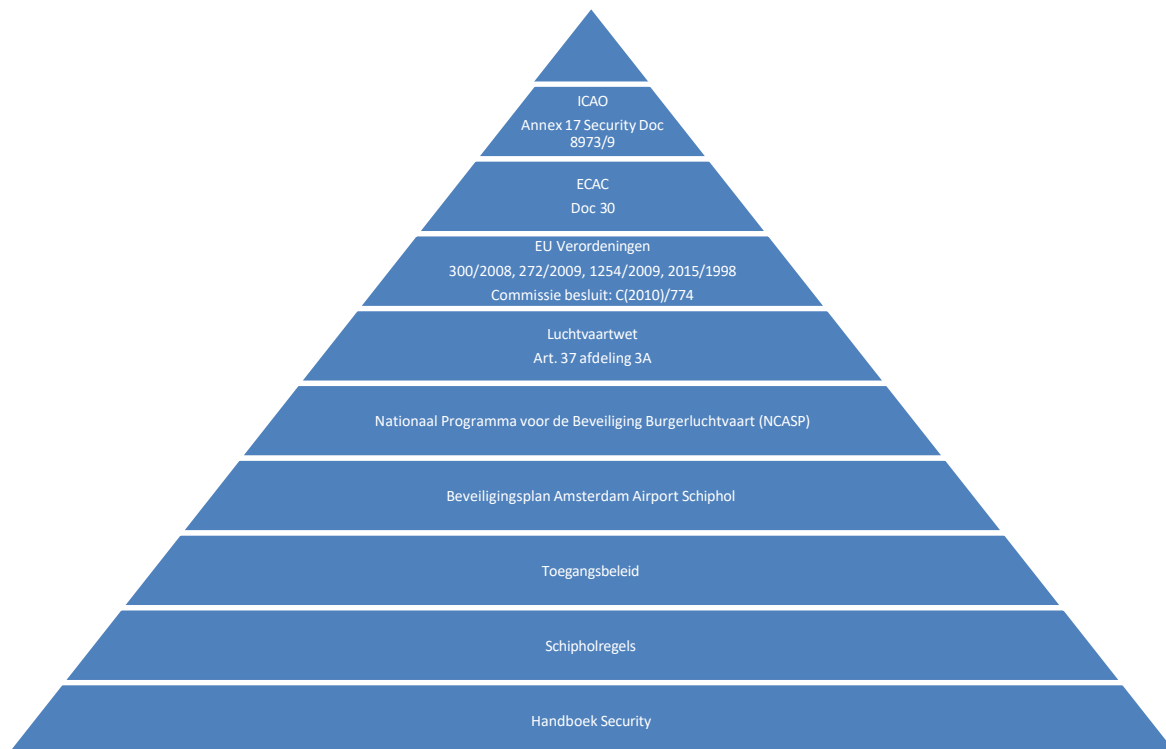 ICAO
Annex 17 Security Doc
8973/9
ECAC
Doc 30
EU Verordeningen
300/2008, 272/2009, 1254/2009, 2015/1998
Commissie besluit: C(2010)/774
Luchtvaartwet
Art. 37 afdeling 3A
Nationaal Programma voor de Beveiliging Burgerluchtvaart (NCASP)
Beveiligingsplan Amsterdam Airport Schiphol
Toegangsbeleid
Schipholregels
Handboek Security